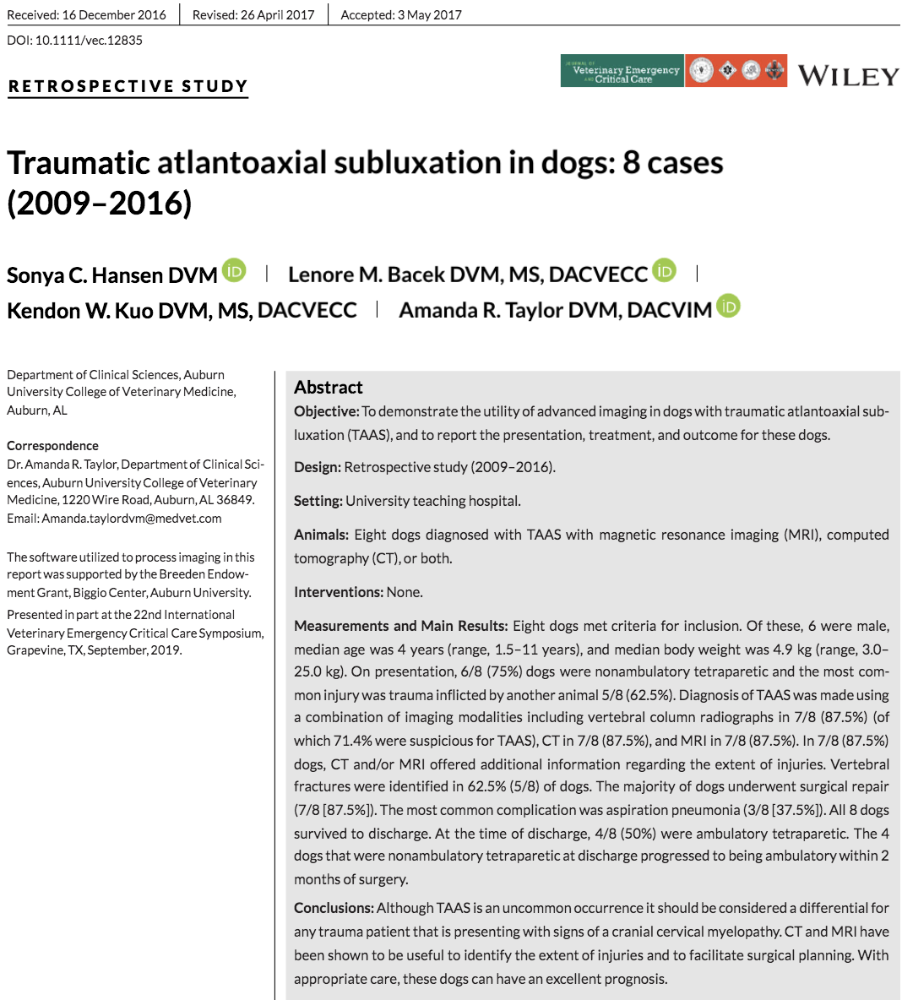 Received: 16 December 2016 | Revised: 26 April 2017 | Accepted: 3 May 2017
DOI: 10.1111/vec.12835
JOURNAL OF
Veterinary Emergency
AND Critical Care
WILEY
RETROSPECTIVE STUDY
Traumatic atlantoaxial subluxation in dogs: 8 cases
(2009–2016)
Sonya C. Hansen DVM iD | Lenore M. Bacek DVM, MS, DACVECC iD |
Kendon W. Kuo DVM, MS, DACVECC | Amanda R. Taylor DVM, DACVIM iD
Department of Clinical Sciences, Auburn
University College of Veterinary Medicine,
Auburn, AL
Correspondence
Dr. Amanda R. Taylor, Department of Clinical Sci-
ences, Auburn University College of Veterinary
Medicine, 1220 Wire Road, Auburn, AL 36849.
Email: Amanda.taylordvm@medvet.com
The software utilized to process imaging in this
report was supported by the Breeden Endow-
ment Grant, Biggio Center, Auburn University.
Presented in part at the 22nd International
Veterinary Emergency Critical Care Symposium,
Grapevine, TX, September, 2019.
Abstract
Objective: To demonstrate the utility of advanced imaging in dogs with traumatic atlantoaxial sub-
luxation (TAAS), and to report the presentation, treatment, and outcome for these dogs.
Design: Retrospective study (2009–2016).
Setting: University teaching hospital.
Animals: Eight dogs diagnosed with TAAS with magnetic resonance imaging (MRI), computed
tomography (CT), or both.
Interventions: None.
Measurements and Main Results: Eight dogs met criteria for inclusion. Of these, 6 were male,
median age was 4 years (range, 1.5–11 years), and median body weight was 4.9 kg (range, 3.0–
25.0 kg). On presentation, 6/8 (75%) dogs were nonambulatory tetraparetic and the most com-
mon injury was trauma inflicted by another animal 5/8 (62.5%). Diagnosis of TAAS was made using
a combination of imaging modalities including vertebral column radiographs in 7/8 (87.5%) (of
which 71.4% were suspicious for TAAS), CT in 7/8 (87.5%), and MRI in 7/8 (87.5%). In 7/8 (87.5%)
dogs, CT and/or MRI offered additional information regarding the extent of injuries. Vertebral
fractures were identified in 62.5% (5/8) of dogs. The majority of dogs underwent surgical repair
(7/8 [87.5%]). The most common complication was aspiration pneumonia (3/8 [37.5%]). All 8 dogs
survived to discharge. At the time of discharge, 4/8 (50%) were ambulatory tetraparetic. The 4
dogs that were nonambulatory tetraparetic at discharge progressed to being ambulatory within 2
months of surgery.
Conclusions: Although TAAS is an uncommon occurrence it should be considered a differential for
any trauma patient that is presenting with signs of a cranial cervical myelopathy. CT and MRI have
been shown to be useful to identify the extent of injuries and to facilitate surgical planning. With
appropriate care, these dogs can have an excellent prognosis.